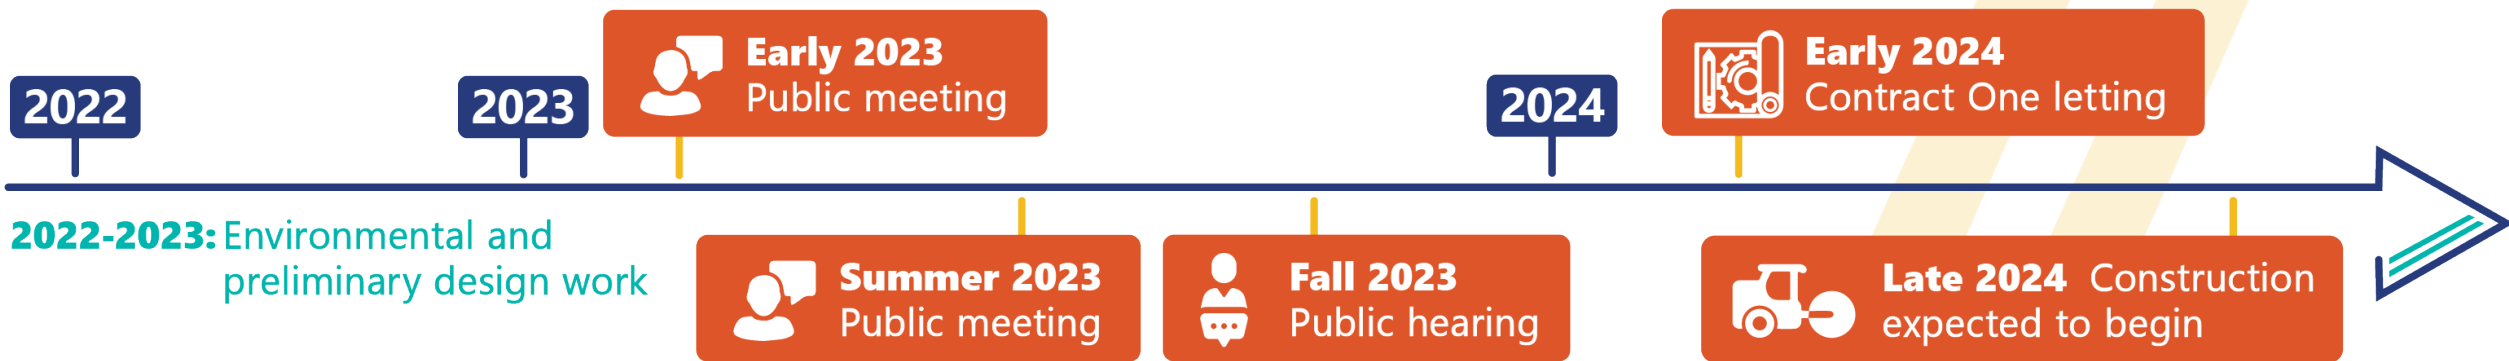 2022
2023
Early 2023
Public meeting
2024
Early 2024
Contract One letting
2022-2023: Environmental and
preliminary design work
Summer 2023
Public meeting
Fall 2023
Public hearing
Late 2024 Construction
expected to begin